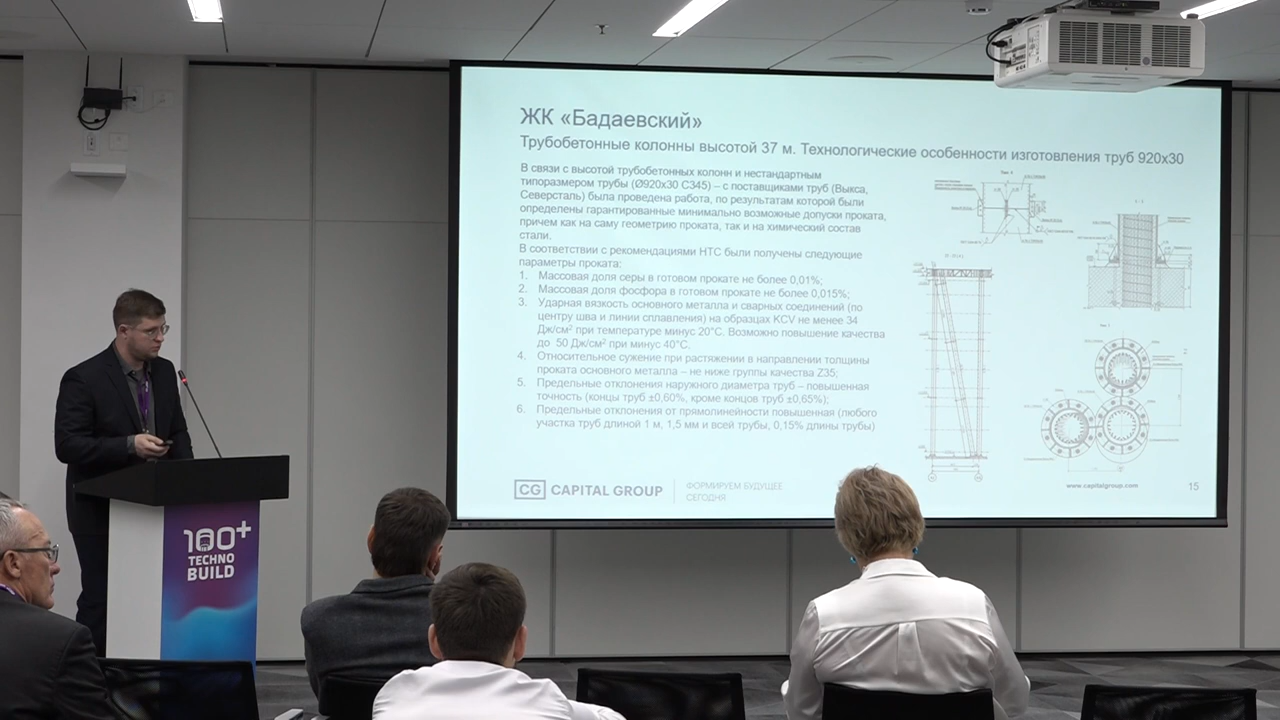 ЖК «Бадаевский»
Трубобетонные колонны высотой 37 м. Технологические особенности изготовления труб 920х30
В связи с высотой трубобетонных колонн и нестандартным
типоразмером трубы (Ø920х30 С345) – с поставщиками труб (Выкса,
Северсталь) была проведена работа, по результатам которой были
определены гарантированные минимально возможные допуски проката,
причем как на саму геометрию проката, так и на химический состав
стали.
В соответствии с рекомендациями НТС были получены следующие
параметры проката:
1. Массовая доля серы в готовом прокате не более 0,01%;
2. Массовая доля фосфора в готовом прокате не более 0,015%;
3. Ударная вязкость основного металла и сварных соединений (по
центру шва и линии сплавления) на образцах KCV не менее 34
Дж/см² при температуре минус 20°С. Возможно повышение качества
до 50 Дж/см² при минус 40°С.
4. Относительное сужение при растяжении в направлении толщины
проката основного металла – не ниже группы качества Z35;
5. Предельные отклонения наружного диаметра труб – повышенная
точность (концы труб ±0,60%, кроме концов труб ±0,65%);
6. Предельные отклонения от прямолинейности повышенная (любого
участка труб длиной 1 м, 1,5 мм и всей трубы, 0,15% длины трубы)
CG CAPITAL GROUP
ФОРМИРУЕМ БУДУЩЕЕ
СЕГОДНЯ
www.capitalgroup.com
15
100+
TECHNO
BUILD